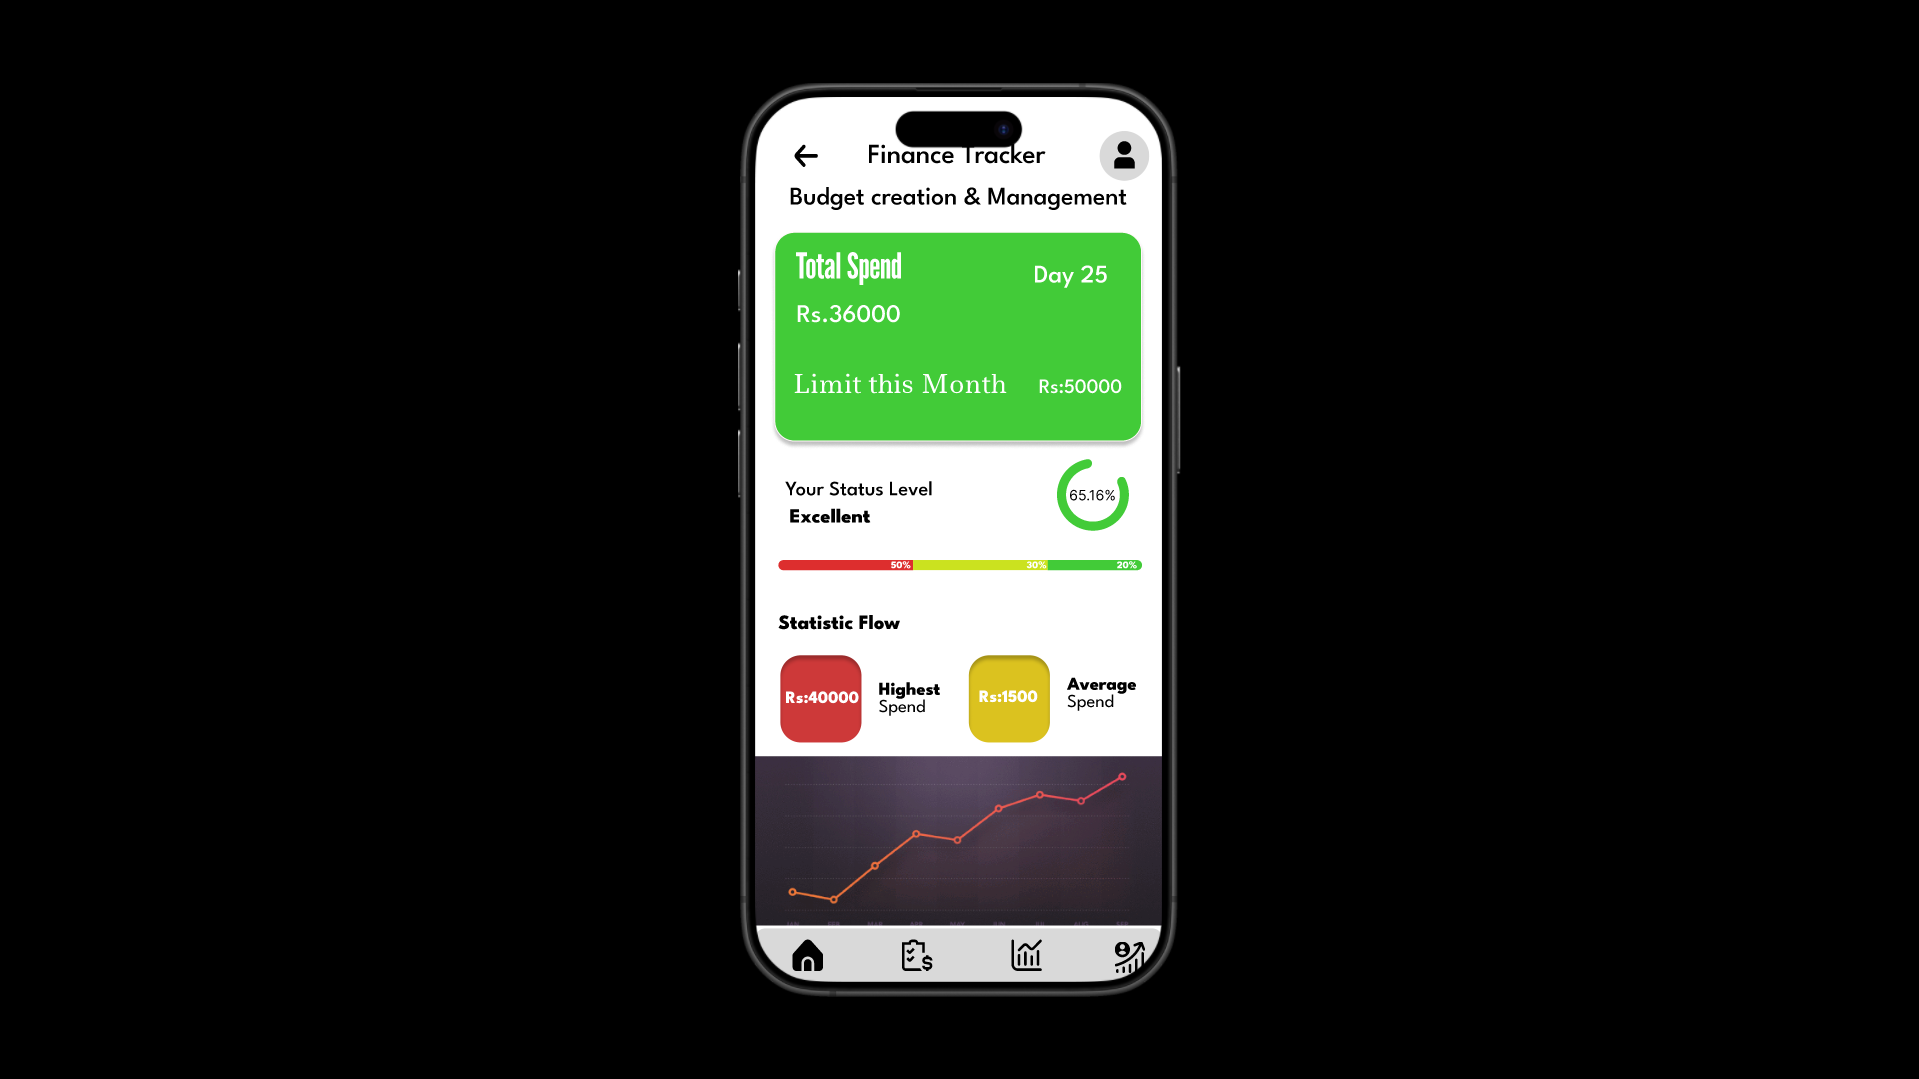 Finance Tracker
Budget creation & Management
Total Spend
Day 25
Rs.36000
Limit this Month Rs:50000
Your Status Level
Excellent
65.16%
50% 30% 20%
Statistic Flow
Rs:40000
Highest
Spend
Rs:1500
Average
Spend